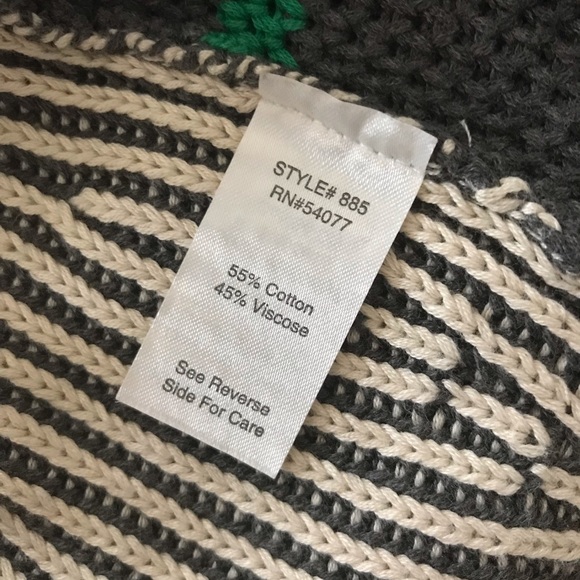 STYLE# 885
RN#54077
55% Cotton
45% Viscose
See Reverse
Side For Care